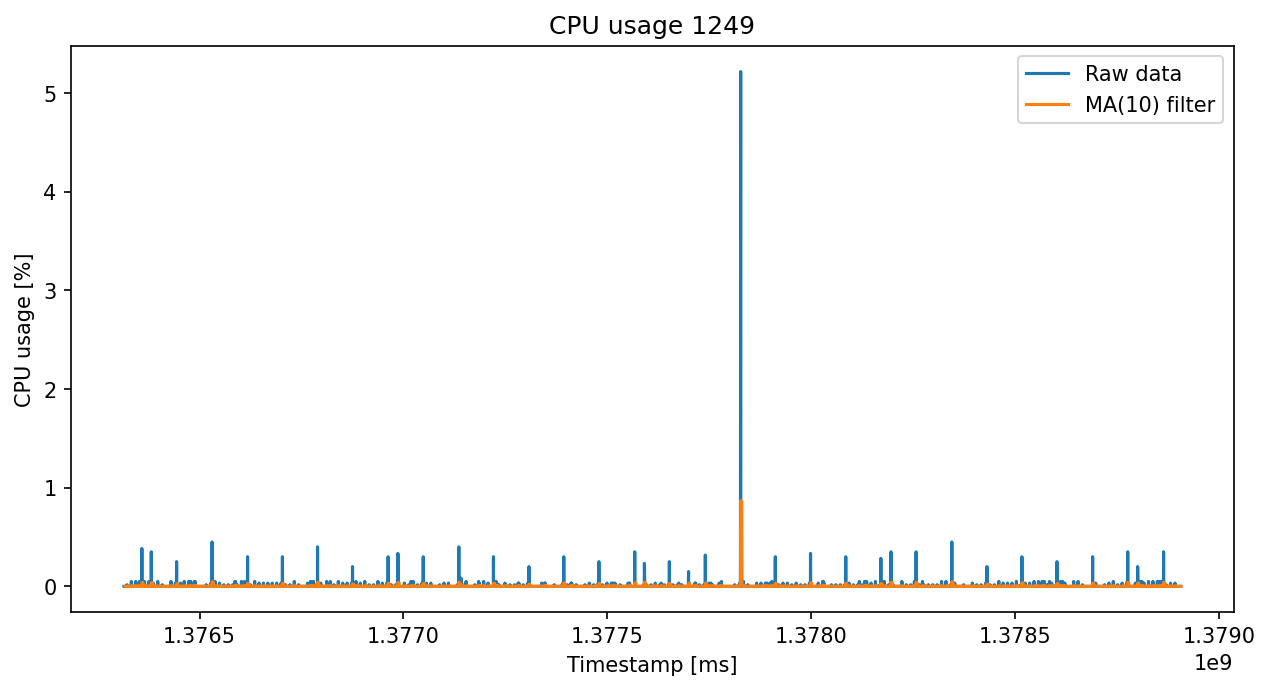 CPU usage 1249
Raw data
MA(10) filter
CPU usage [%]
5
4
3
2
1
0
1.3765 1.3770 1.3775 1.3780 1.3785 1.3790
1e9
Timestamp [ms]